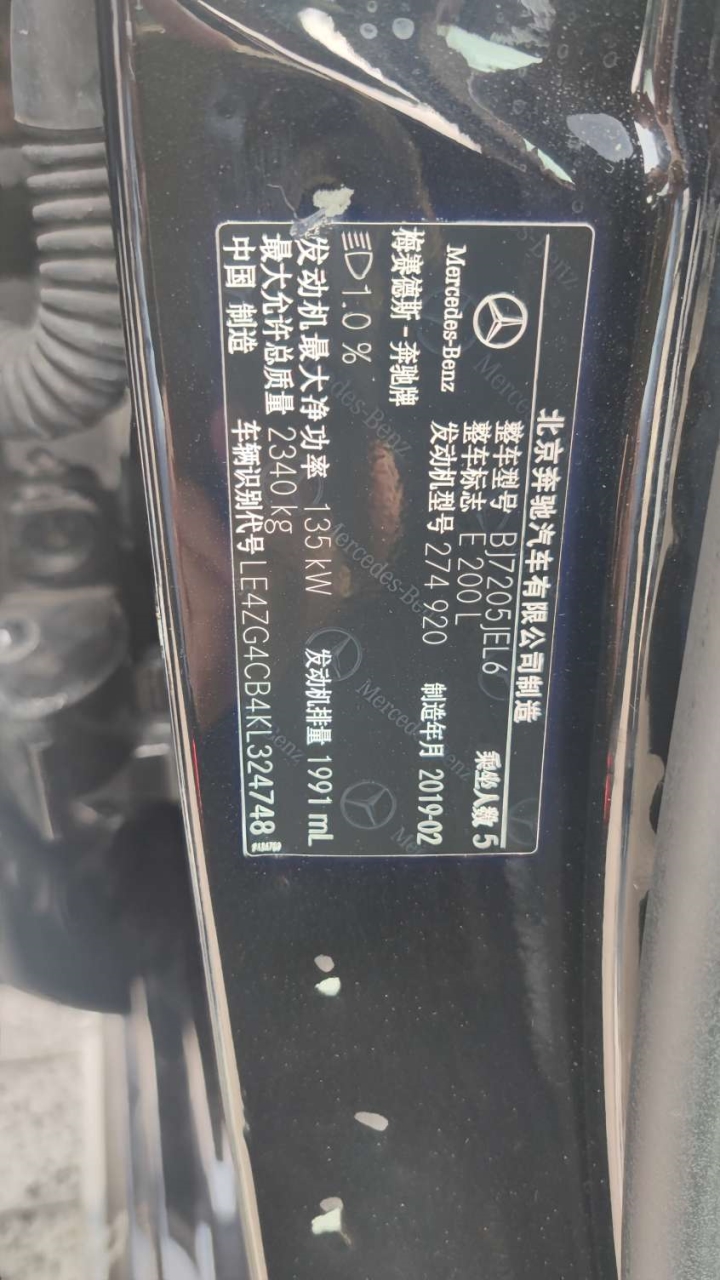 北京奔驰汽车有限公司制造
Mercedes-Benz
整车型号 BJ7205JEL6
整车标志 E 200 L
乘坐人数 5
梅赛德斯-奔驰牌
发动机型号 274 920
制造年月 2019-02
1.0 %
发动机最大净功率 135 kW
发动机排量 1991 mL
最大允许总质量 2340 kg
中国 制造
车辆识别代号 LE4ZG4CB4KL324748